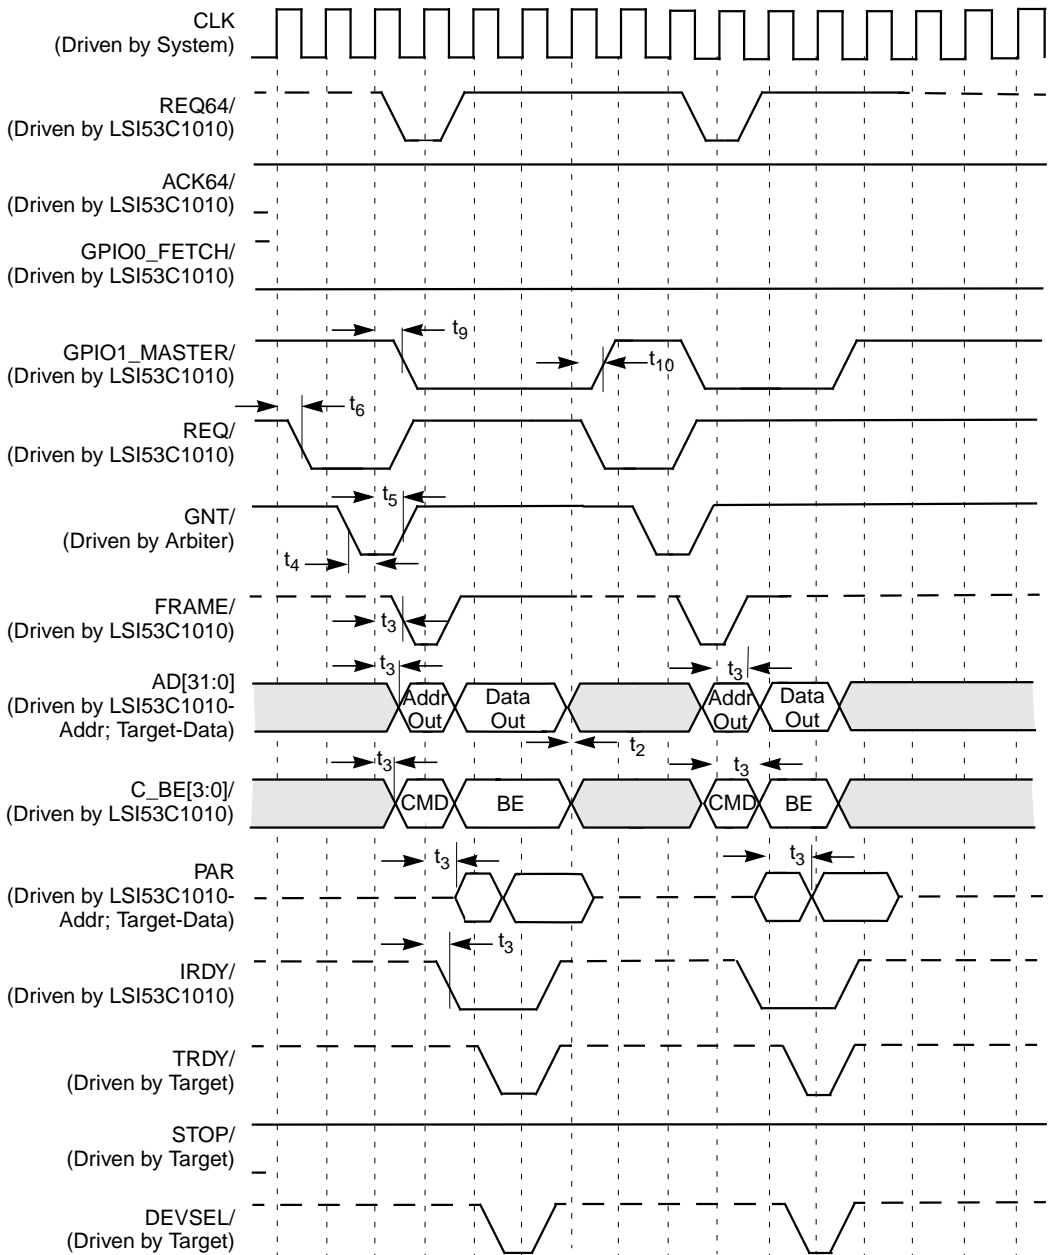 CLK
(Driven by System)
REQ64/
(Driven by LSI53C1010)
ACK64/
(Driven by LSI53C1010)
GPIO0_FETCH/
(Driven by LSI53C1010)
t9
GPIO1_MASTER/
(Driven by LSI53C1010)
t10
t6
REQ/
(Driven by LSI53C1010)
t5
GNT/
(Driven by Arbiter)
t4
FRAME/
(Driven by LSI53C1010)
t3
t3
t3
AD[31:0]
(Driven by LSI53C1010-
Addr; Target-Data)
Addr
Out
Data
Out
Addr
Out
Data
Out
t2
t3
t3
C_BE[3:0]/
(Driven by LSI53C1010)
CMD
BE
CMD
BE
t3
t3
PAR
(Driven by LSI53C1010-
Addr; Target-Data)
t3
IRDY/
(Driven by LSI53C1010)
TRDY/
(Driven by Target)
STOP/
(Driven by Target)
DEVSEL/
(Driven by Target)